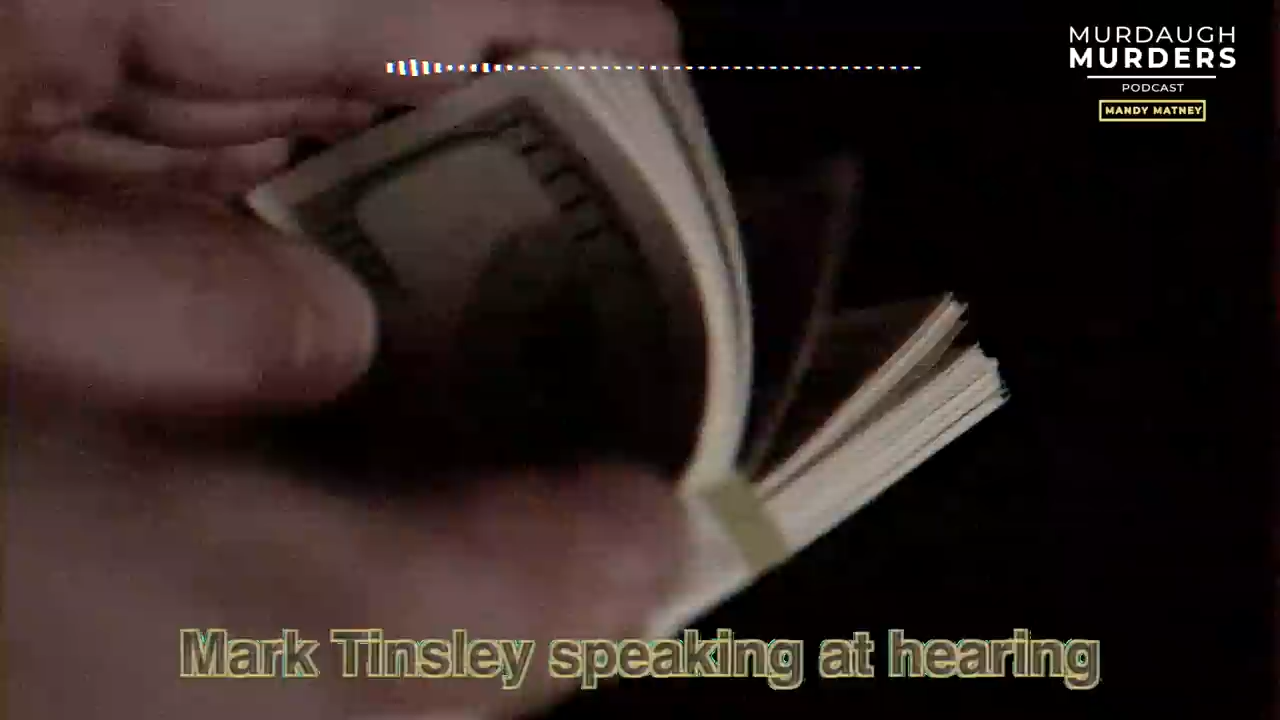 MURDAUGH
MURDERS
PODCAST
MANDY MATNEY
Mark Tinsley speaking at hearing